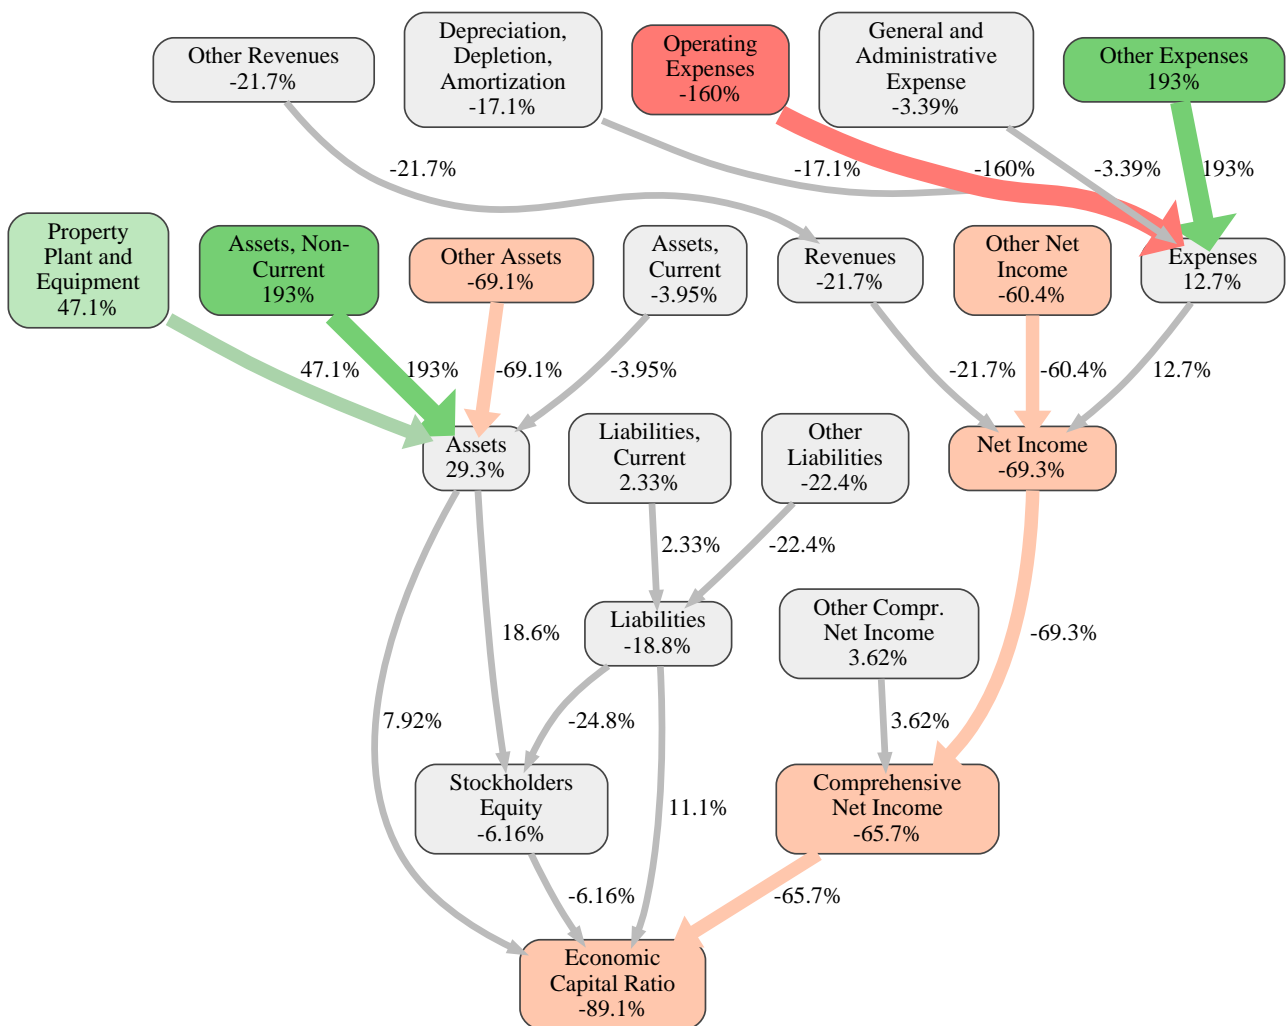 Other Revenues
-21.7%
Depreciation,
Depletion,
Amortization
-17.1%
Operating
Expenses
-160%
General and
Administrative
Expense
-3.39%
Other Expenses
193%
-21.7%
-17.1%
-160%
-3.39%
193%
Property
Plant and
Equipment
47.1%
Assets, Non-
Current
193%
Other Assets
-69.1%
Assets,
Current
-3.95%
Revenues
-21.7%
Other Net
Income
-60.4%
Expenses
12.7%
47.1%
193%
-69.1%
-3.95%
-21.7%
-60.4%
12.7%
Assets
29.3%
Liabilities,
Current
2.33%
Other
Liabilities
-22.4%
Net Income
-69.3%
2.33%
-22.4%
Liabilities
-18.8%
Other Compr.
Net Income
3.62%
18.6%
-69.3%
7.92%
-24.8%
3.62%
Stockholders
Equity
-6.16%
11.1%
Comprehensive
Net Income
-65.7%
-6.16%
-65.7%
Economic
Capital Ratio
-89.1%